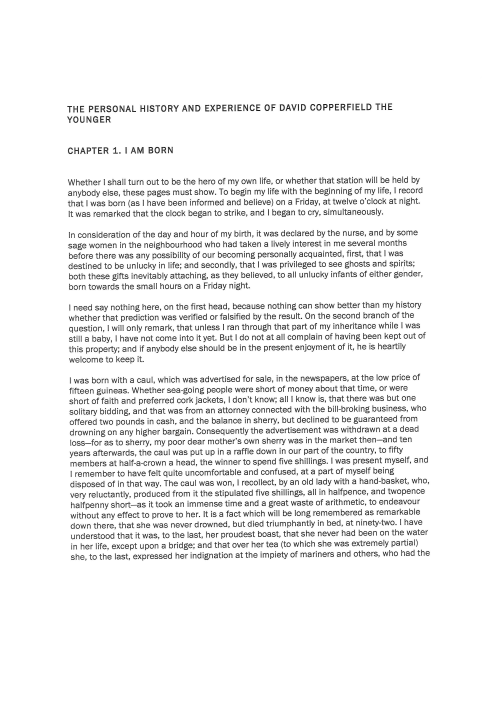 THE PERSONAL HISTORY AND EXPERIENCE OF DAVID COPPERFIELD THE
YOUNGER
CHAPTER 1. I AM BORN
Whether I shall turn out to be the hero of my own life, or whether that station will be held by
anybody else, these pages must show. To begin my life with the beginning of my life, I record
that I was born (as I have been informed and believe) on a Friday, at twelve o'clock at night.
It was remarked that the clock began to strike, and I began to cry, simultaneously.
In consideration of the day and hour of my birth, it was declared by the nurse, and by some
sage women in the neighbourhood who had taken a lively interest in me several months
before there was any possibility of our becoming personally acquainted, first, that I was
destined to be unlucky in life; and secondly, that I was privileged to see ghosts and spirits;
both these gifts inevitably attaching, as they believed, to all unlucky infants of either gender,
born towards the small hours on a Friday night.
I need say nothing here, on the first head, because nothing can show better than my history
whether that prediction was verified or falsified by the result. On the second branch of the
question, I will only remark, that unless I ran through that part of my inheritance while I was
still a baby, I have not come into it yet. But I do not at all complain of having been kept out of
this property; and if anybody else should be in the present enjoyment of it, he is heartily
welcome to keep it.
I was born with a caul, which was advertised for sale, in the newspapers, at the low price of
fifteen guineas. Whether sea-going people were short of money about that time, or were
short of faith and preferred cork jackets, I don't know; all I know is, that there was but one
solitary bidding, and that was from an attorney connected with the bill-broking business, who
offered two pounds in cash, and the balance in sherry, but declined to be guaranteed from
drowning on any higher bargain. Consequently the advertisement was withdrawn at a dead
loss—for as to sherry, my poor dear mother's own sherry was in the market then—and ten
years afterwards, the caul was put up in a raffle down in our part of the country, to fifty
members at half-a-crown a head, the winner to spend five shillings. I was present myself, and
I remember to have felt quite uncomfortable and confused, at a part of myself being
disposed of in that way. The caul was won, I recollect, by an old lady with a hand-basket, who,
very reluctantly, produced from it the stipulated five shillings, all in halfpence, and twopence
halfpenny short—as it took an immense time and a great waste of arithmetic, to endeavour
without any effect to prove to her. It is a fact which will be long remembered as remarkable
down there, that she was never drowned, but died triumphantly in bed, at ninety-two. I have
understood that it was, to the last, her proudest boast, that she never had been on the water
in her life, except upon a bridge; and that over her tea (to which she was extremely partial)
she, to the last, expressed her indignation at the impiety of mariners and others, who had the